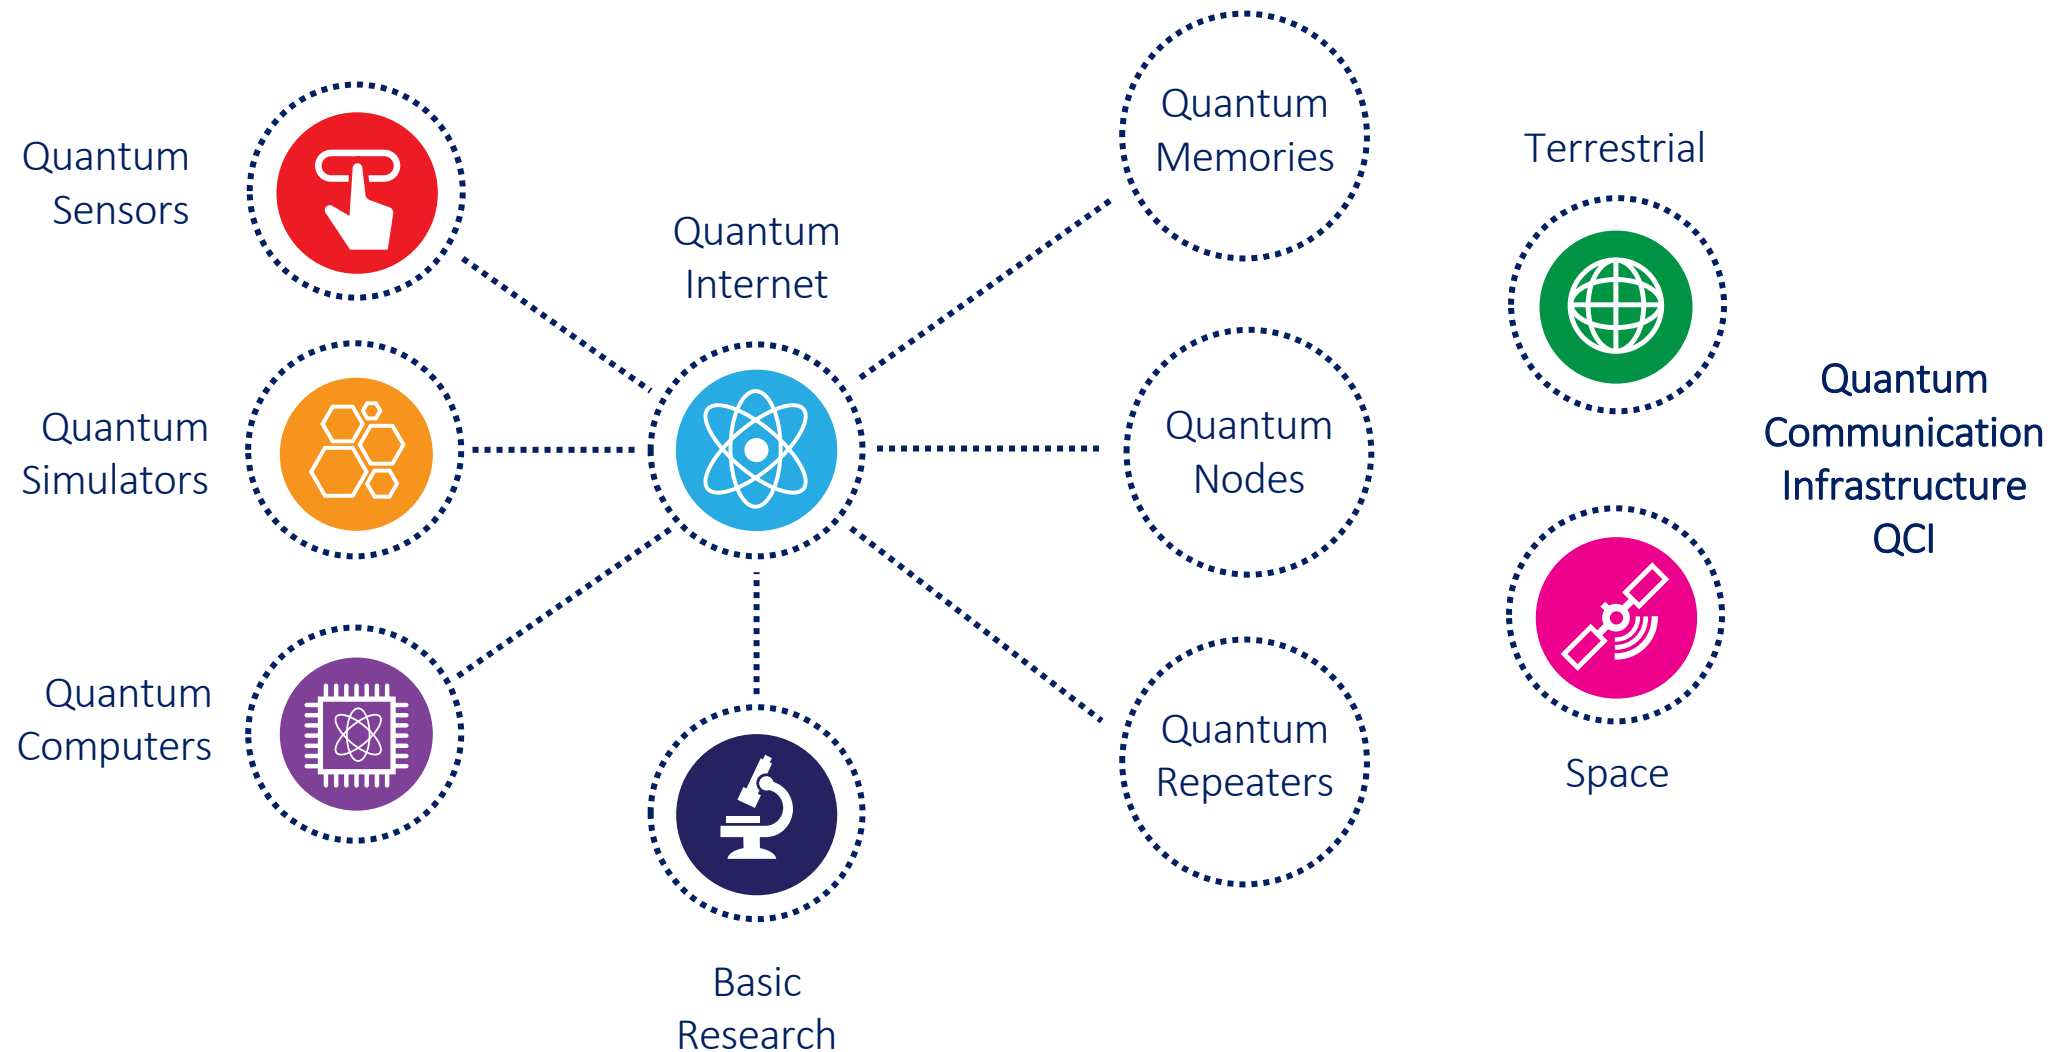 Quantum
Sensors
Quantum
Simulators
Quantum
Computers
Quantum
Internet
Basic
Research
Quantum
Memories
Quantum
Nodes
Quantum
Repeaters
Terrestrial
Space
Quantum
Communication
Infrastructure
QCI